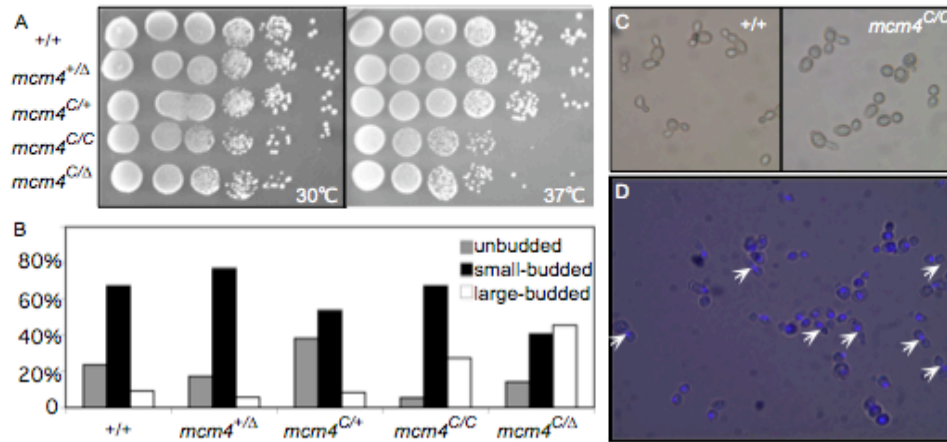 A
+/+
mcm4+/Δ
mcm4C/+
mcm4C/C
mcm4C/Δ
30°C
37°C
B
80%
60%
40%
20%
0
unbudded
small-budded
large-budded
+/+
mcm4+/Δ
mcm4C/+
mcm4C/C
mcm4C/Δ
C
+/+
mcm4C/C
D